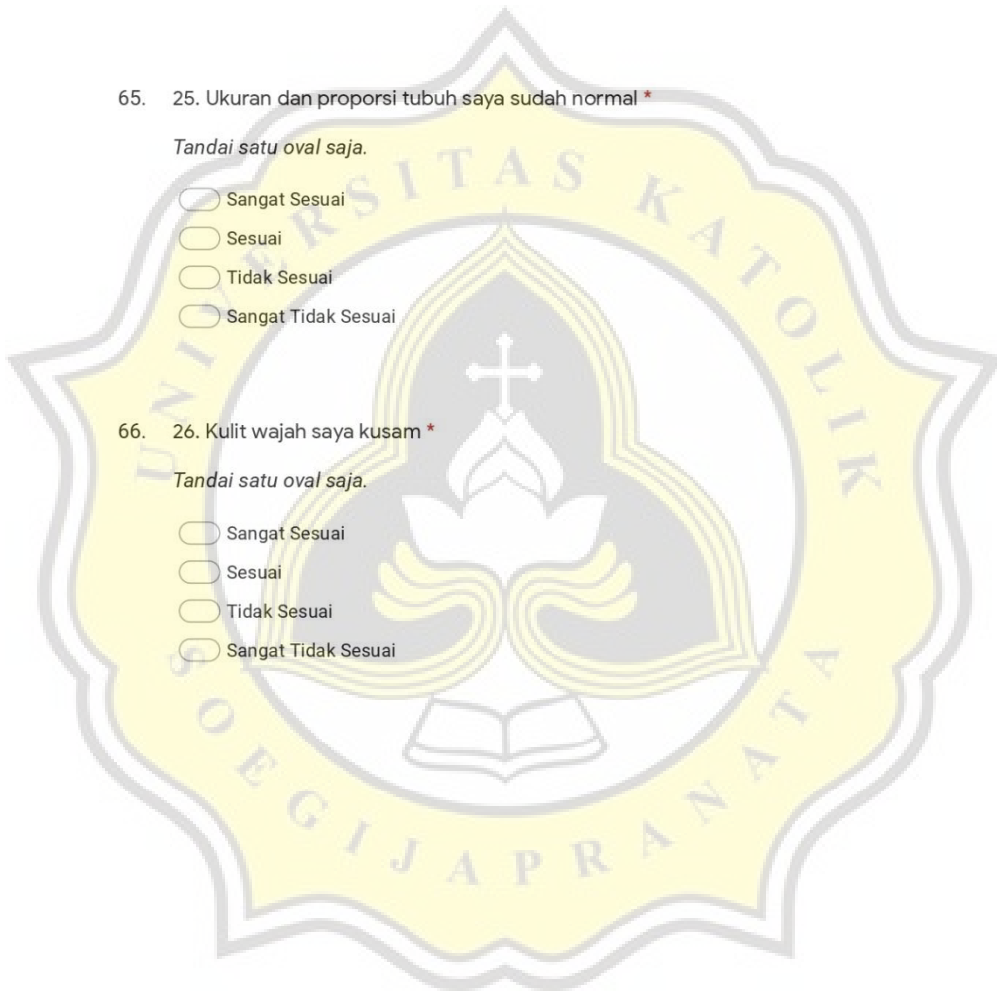 65. 25. Ukuran dan proporsi tubuh saya sudah normal *
Tandai satu oval saja.
Sangat Sesuai
Sesuai
Tidak Sesuai
Sangat Tidak Sesuai
66. 26. Kulit wajah saya kusam *
Tandai satu oval saja.
Sangat Sesuai
Sesuai
Tidak Sesuai
Sangat Tidak Sesuai
UNIVERSITAS KATOLIK
SOEGIJAPRANATA